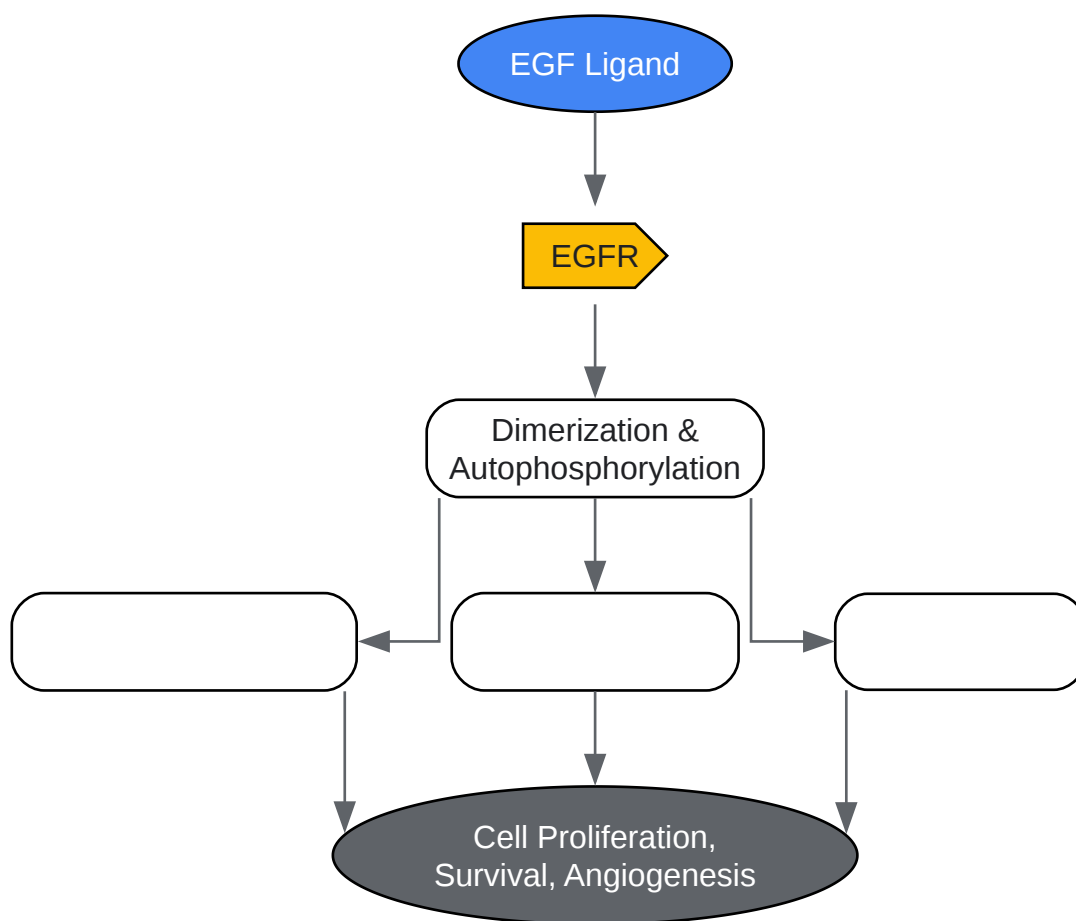 EGF Ligand
EGFR
Dimerization &
Autophosphorylation
Cell Proliferation,
Survival, Angiogenesis